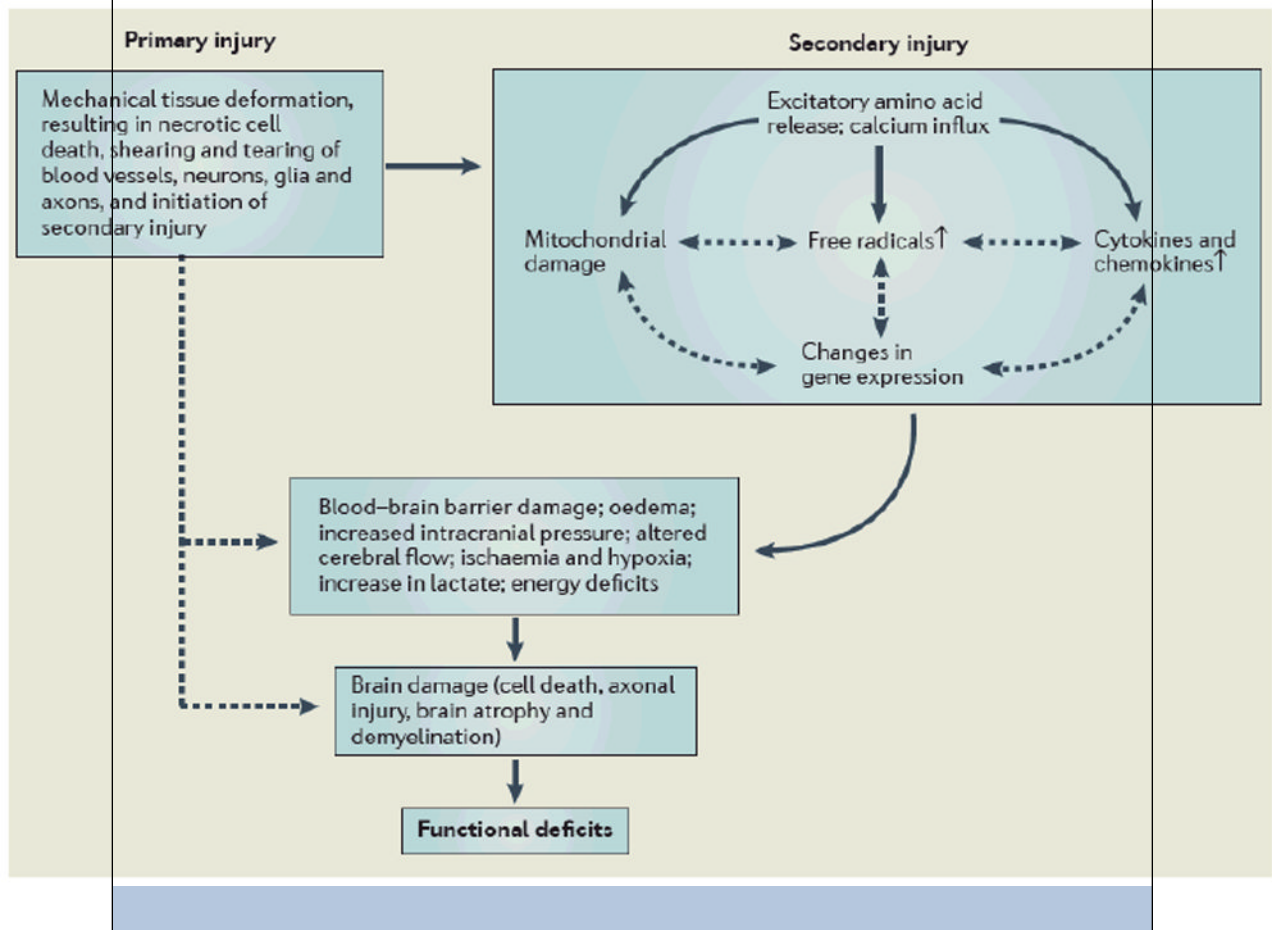 Primary injury
Mechanical tissue deformation,
resulting in necrotic cell
death, shearing and tearing of
blood vessels, neurons, glia and
axons, and initiation of
secondary injury
Secondary injury
Excitatory amino acid
release; calcium influx
Mitochondrial
damage
Free radicals↑
Cytokines and
chemokines↑
Changes in
gene expression
Blood–brain barrier damage; oedema;
increased intracranial pressure; altered
cerebral flow; ischaemia and hypoxia;
increase in lactate; energy deficits
Brain damage (cell death, axonal
injury, brain atrophy and
demyelination)
Functional deficits